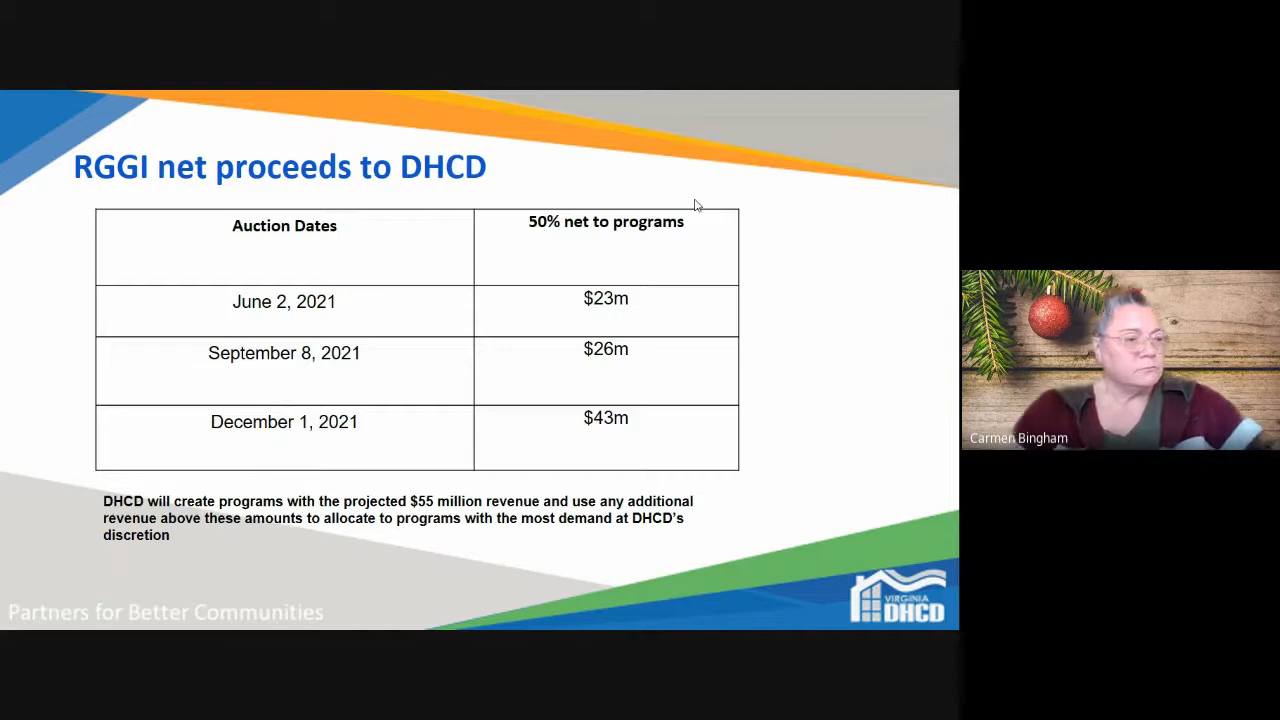 RGGI net proceeds to DHCD
Auction Dates
50% net to programs
June 2, 2021
$23m
September 8, 2021
$26m
December 1, 2021
$43m
DHCD will create programs with the projected $55 million revenue and use any additional
revenue above these amounts to allocate to programs with the most demand at DHCD's
discretion
Partners for Better Communities
VIRGINIA
DHCD
Carmen Bingham